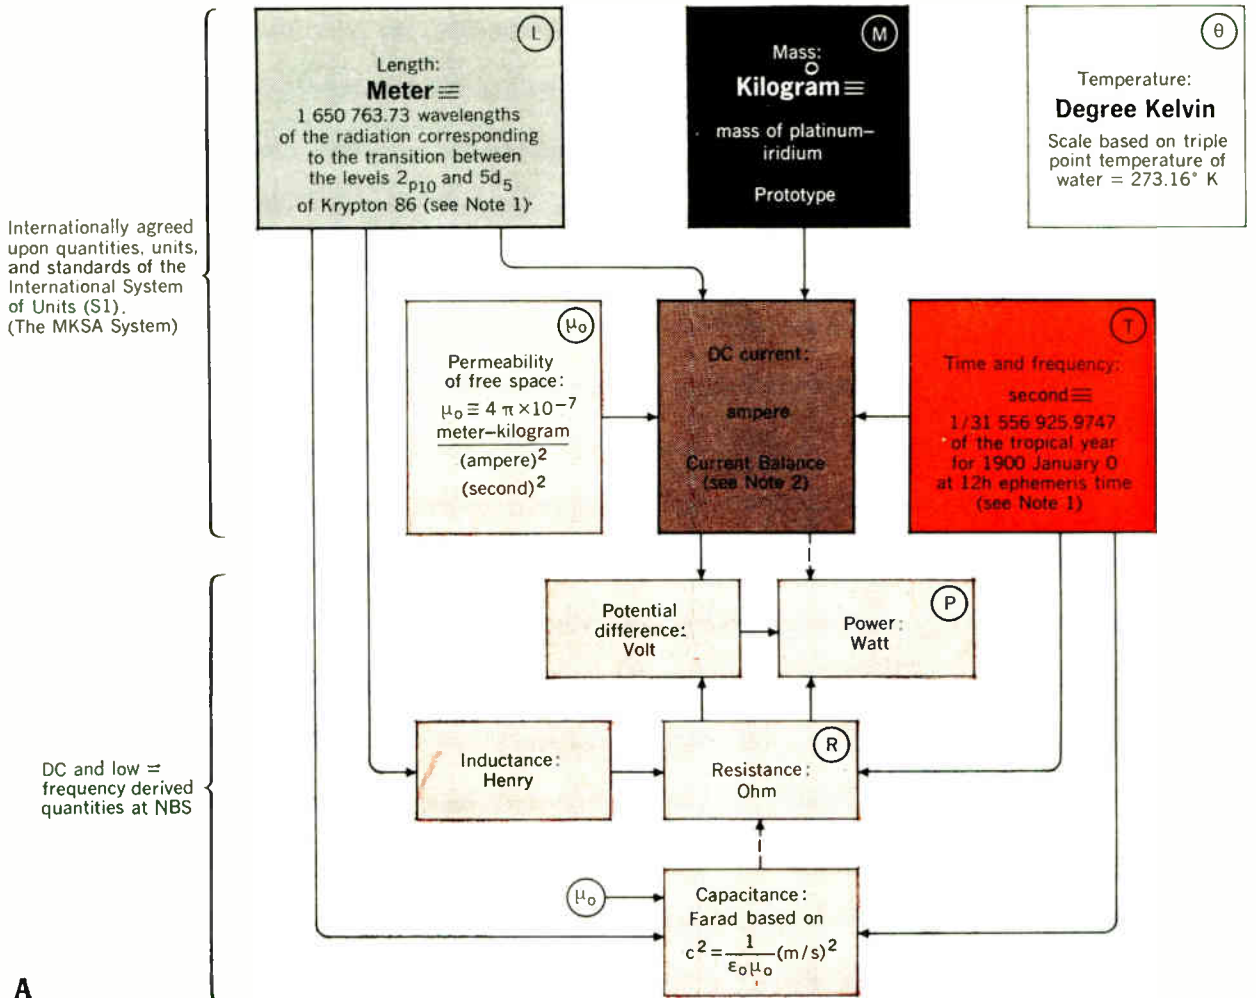 L
Length:
Meter ≡
1 650 763.73 wavelengths
of the radiation corresponding
to the transition between
the levels 2p10 and 5d5
of Krypton 86 (see Note 1)
M
Mass:
Kilogram ≡
mass of platinum–
iridium
Prototype
θ
Temperature:
Degree Kelvin
Scale based on triple
point temperature of
water = 273.16° K
Internationally agreed
upon quantities, units,
and standards of the
International System
of Units (S1).
(The MKSA System)
μo
Permeability
of free space:
μo ≡ 4 π×10−7
meter–kilogram
(ampere)2
(second)2
DC current:
ampere
Current Balance
(see Note 2)
T
Time and frequency:
second ≡
1/31 556 925.9747
of the tropical year
for 1900 January 0
at 12h ephemeris time
(see Note 1)
Potential
difference:
Volt
P
Power:
Watt
DC and low =
frequency derived
quantities at NBS
Inductance:
Henry
R
Resistance:
Ohm
μo
Capacitance:
Farad based on
c2 = 1/εoμo (m/s)2
A